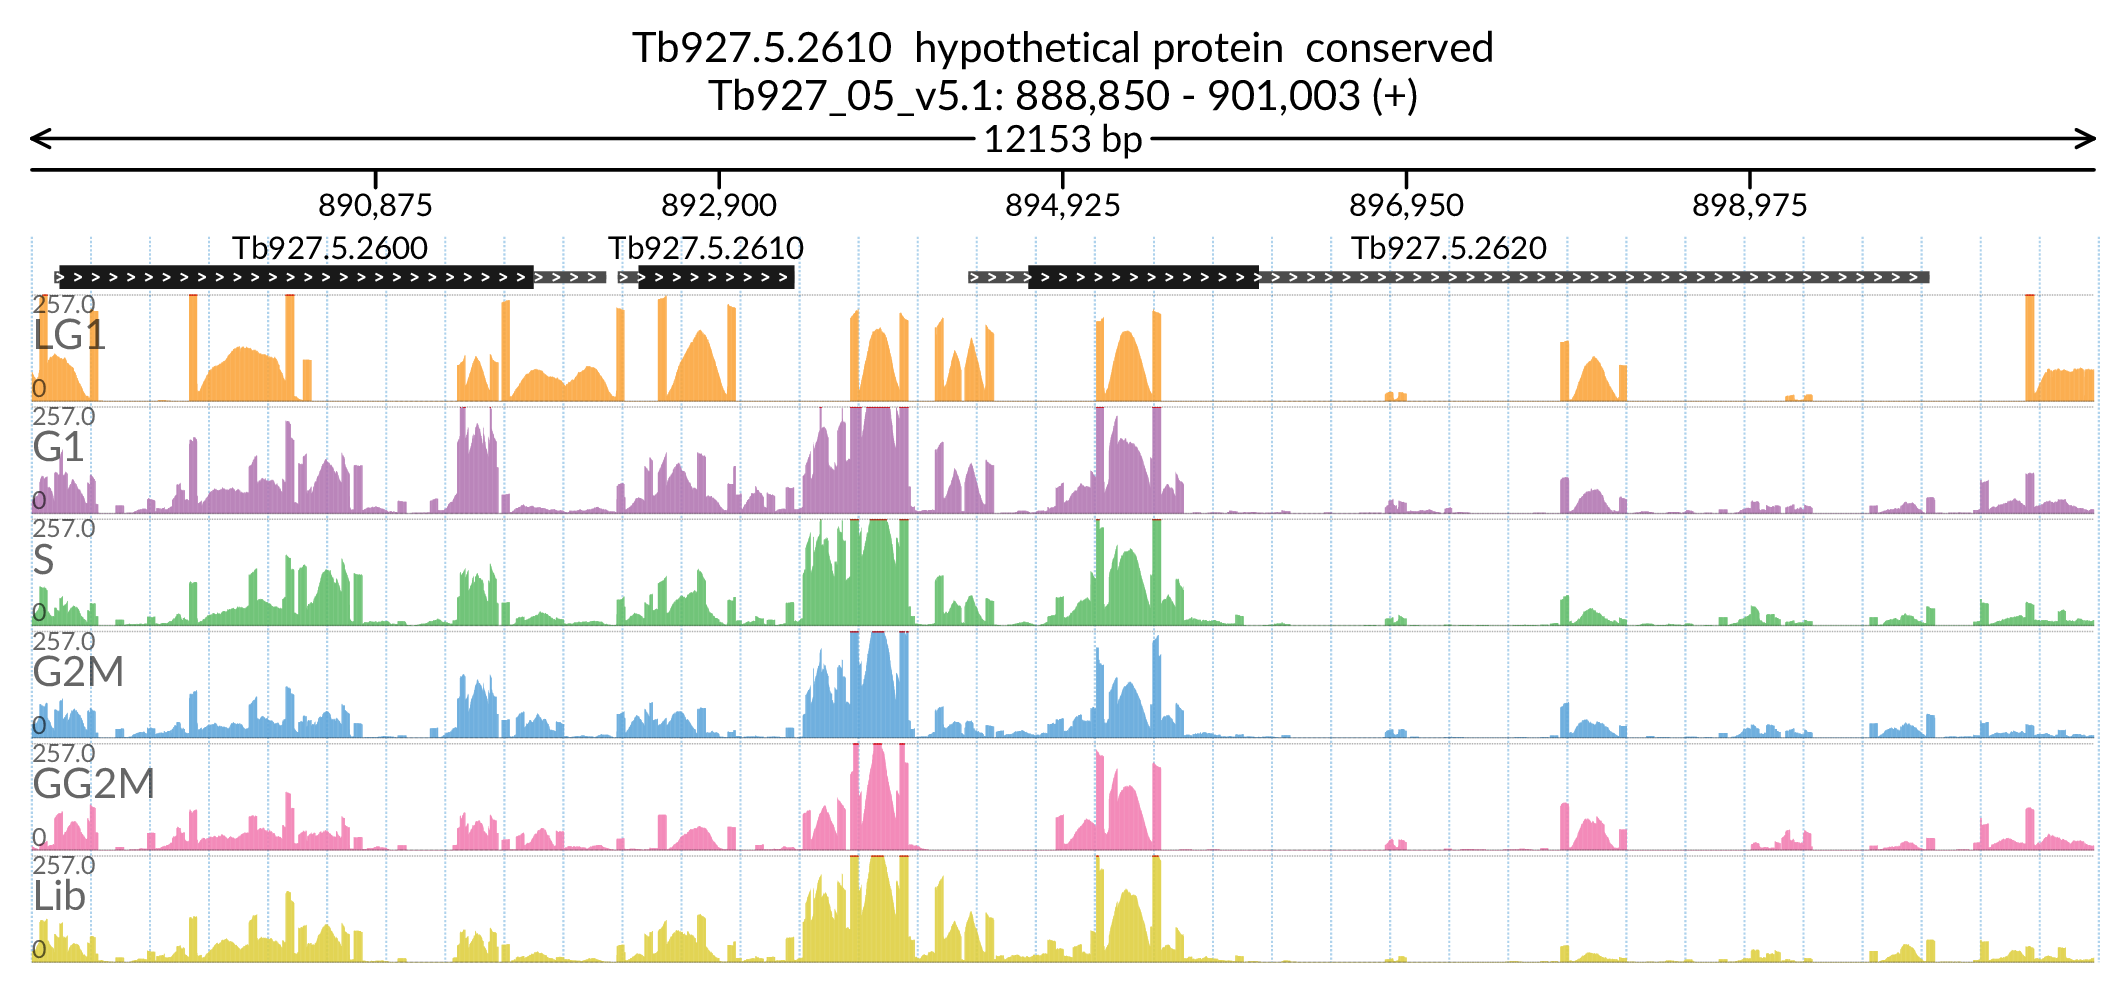 Tb927.5.2610  hypothetical protein  conserved
Tb927_05_v5.1: 888,850 - 901,003 (+)
12153 bp
890,875 892,900 894,925 896,950 898,975
Tb927.5.2600 Tb927.5.2610 Tb927.5.2620
257.0
LG1
0
257.0
G1
0
257.0
S
0
257.0
G2M
0
257.0
GG2M
0
257.0
Lib
0